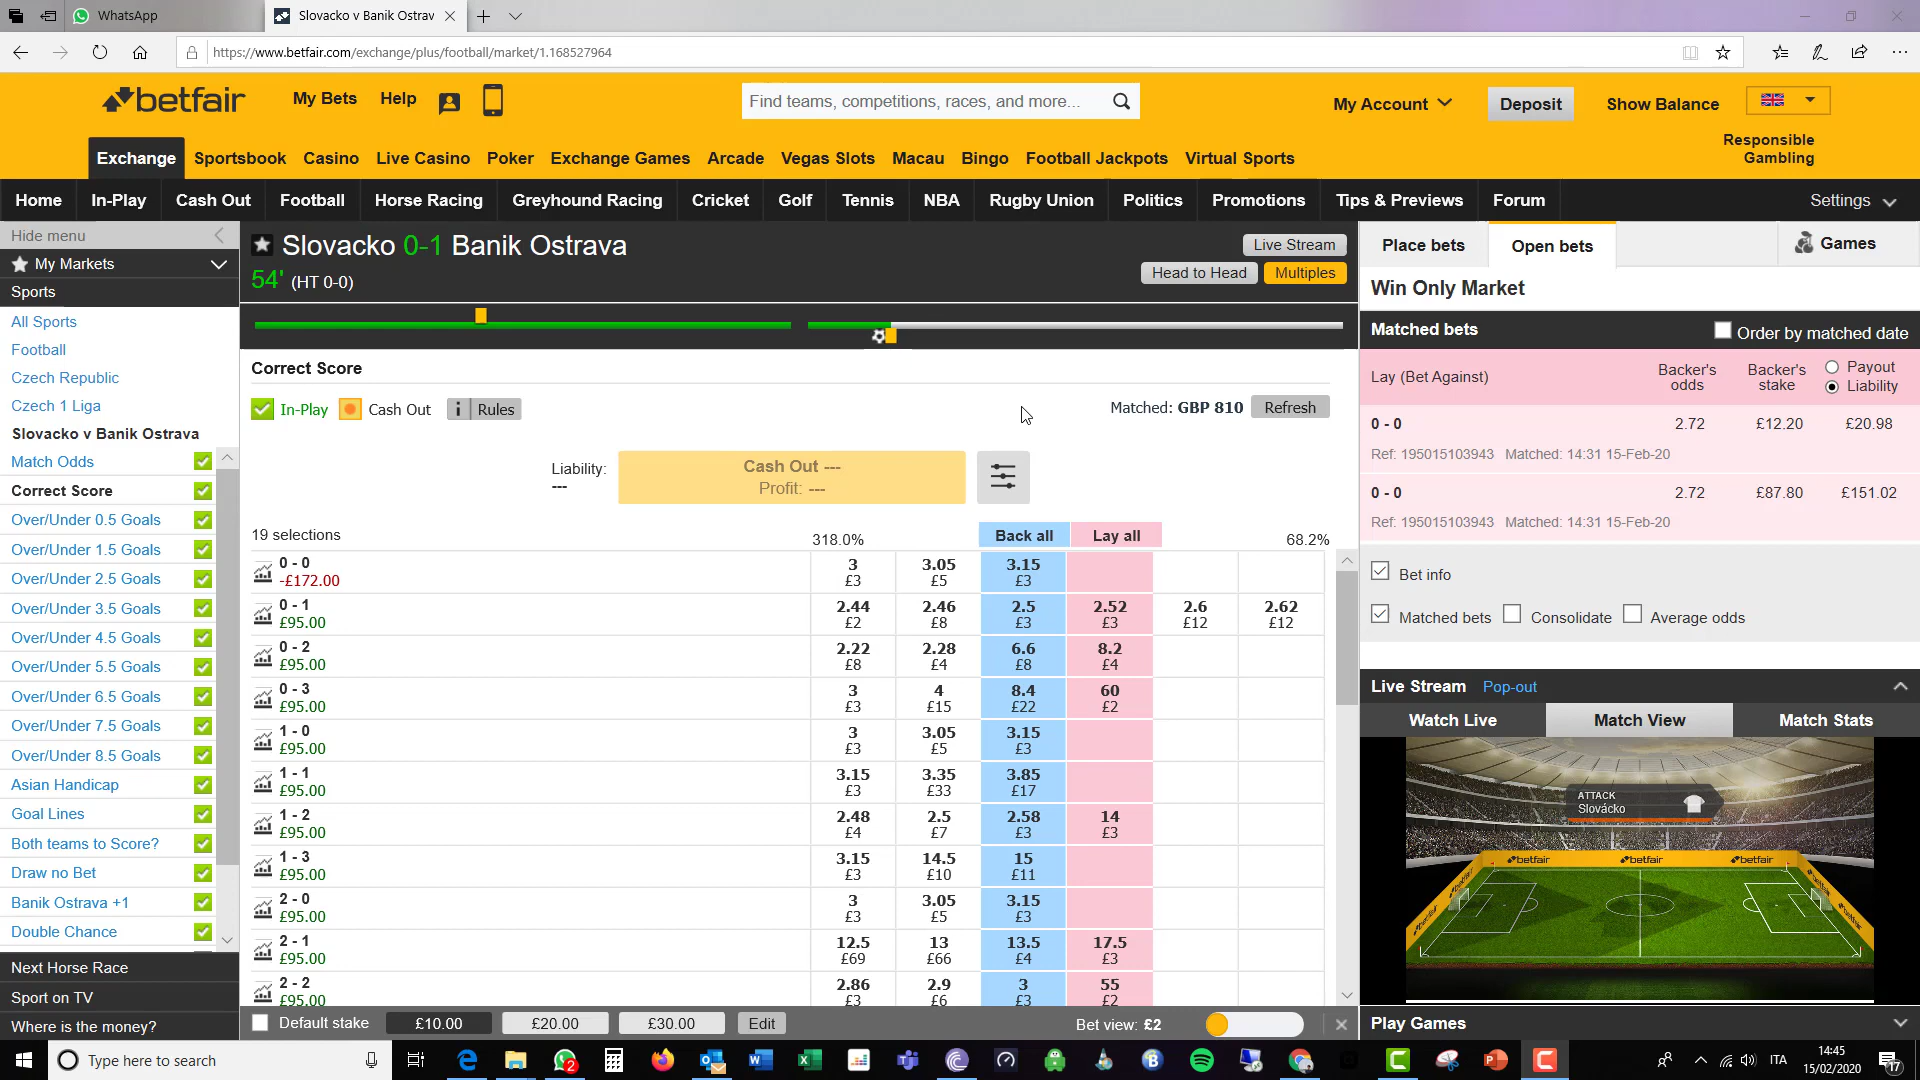 WhatsApp
Slovacko v Banik Ostrav
https://www.betfair.com/exchange/plus/football/market/1.168527964
betfair
My Bets
Help
Find teams, competitions, races, and more...
My Account
Deposit
Show Balance
Responsible
Gambling
Exchange
Sportsbook
Casino
Live Casino
Poker
Exchange Games
Arcade
Vegas Slots
Macau
Bingo
Football Jackpots
Virtual Sports
Home
In-Play
Cash Out
Football
Horse Racing
Greyhound Racing
Cricket
Golf
Tennis
NBA
Rugby Union
Politics
Promotions
Tips & Previews
Forum
Settings
Hide menu
My Markets
Sports
All Sports
Football
Czech Republic
Czech 1 Liga
Slovacko v Banik Ostrava
Match Odds
Correct Score
Over/Under 0.5 Goals
Over/Under 1.5 Goals
Over/Under 2.5 Goals
Over/Under 3.5 Goals
Over/Under 4.5 Goals
Over/Under 5.5 Goals
Over/Under 6.5 Goals
Over/Under 7.5 Goals
Over/Under 8.5 Goals
Asian Handicap
Goal Lines
Both teams to Score?
Draw no Bet
Banik Ostrava +1
Double Chance
Next Horse Race
Sport on TV
Where is the money?
Slovacko 0-1 Banik Ostrava
54' (HT 0-0)
Live Stream
Head to Head
Multiples
Correct Score
In-Play
Cash Out
i Rules
Matched: GBP 810
Refresh
Liability:
---
Cash Out ---
Profit: ---
19 selections
318.0%
Back all
Lay all
68.2%
0 - 0 3 3.05 3.15
-£172.00 £3 £5 £3
0 - 1 2.44 2.46 2.5 2.52 2.6 2.62
£95.00 £2 £8 £3 £3 £12 £12
0 - 2 2.22 2.28 6.6 8.2
£95.00 £8 £4 £8 £4
0 - 3 3 4 8.4 60
£95.00 £3 £15 £22 £2
1 - 0 3 3.05 3.15
£95.00 £3 £5 £3
1 - 1 3.15 3.35 3.85
£95.00 £3 £33 £17
1 - 2 2.48 2.5 2.58 14
£95.00 £4 £7 £3 £3
1 - 3 3.15 14.5 15
£95.00 £3 £10 £11
2 - 0 3 3.05 3.15
£95.00 £3 £5 £3
2 - 1 12.5 13 13.5 17.5
£95.00 £69 £66 £4 £3
2 - 2 2.86 2.9 3 55
£95.00 £3 £6 £3 £2
Default stake
£10.00
£20.00
£30.00
Edit
Bet view: £2
Place bets
Open bets
Games
Win Only Market
Matched bets
Order by matched date
Lay (Bet Against)
Backer's
odds
Backer's
stake
Payout
Liability
0 - 0 2.72 £12.20 £20.98
Ref: 195015103943 Matched: 14:31 15-Feb-20
0 - 0 2.72 £87.80 £151.02
Ref: 195015103943 Matched: 14:31 15-Feb-20
Bet info
Matched bets
Consolidate
Average odds
Live Stream
Pop-out
Watch Live
Match View
Match Stats
ATTACK
Slovácko
betfair
betfair
betfair
betfair
betfair
Play Games
Type here to search
2
ITA
14:45
15/02/2020
17